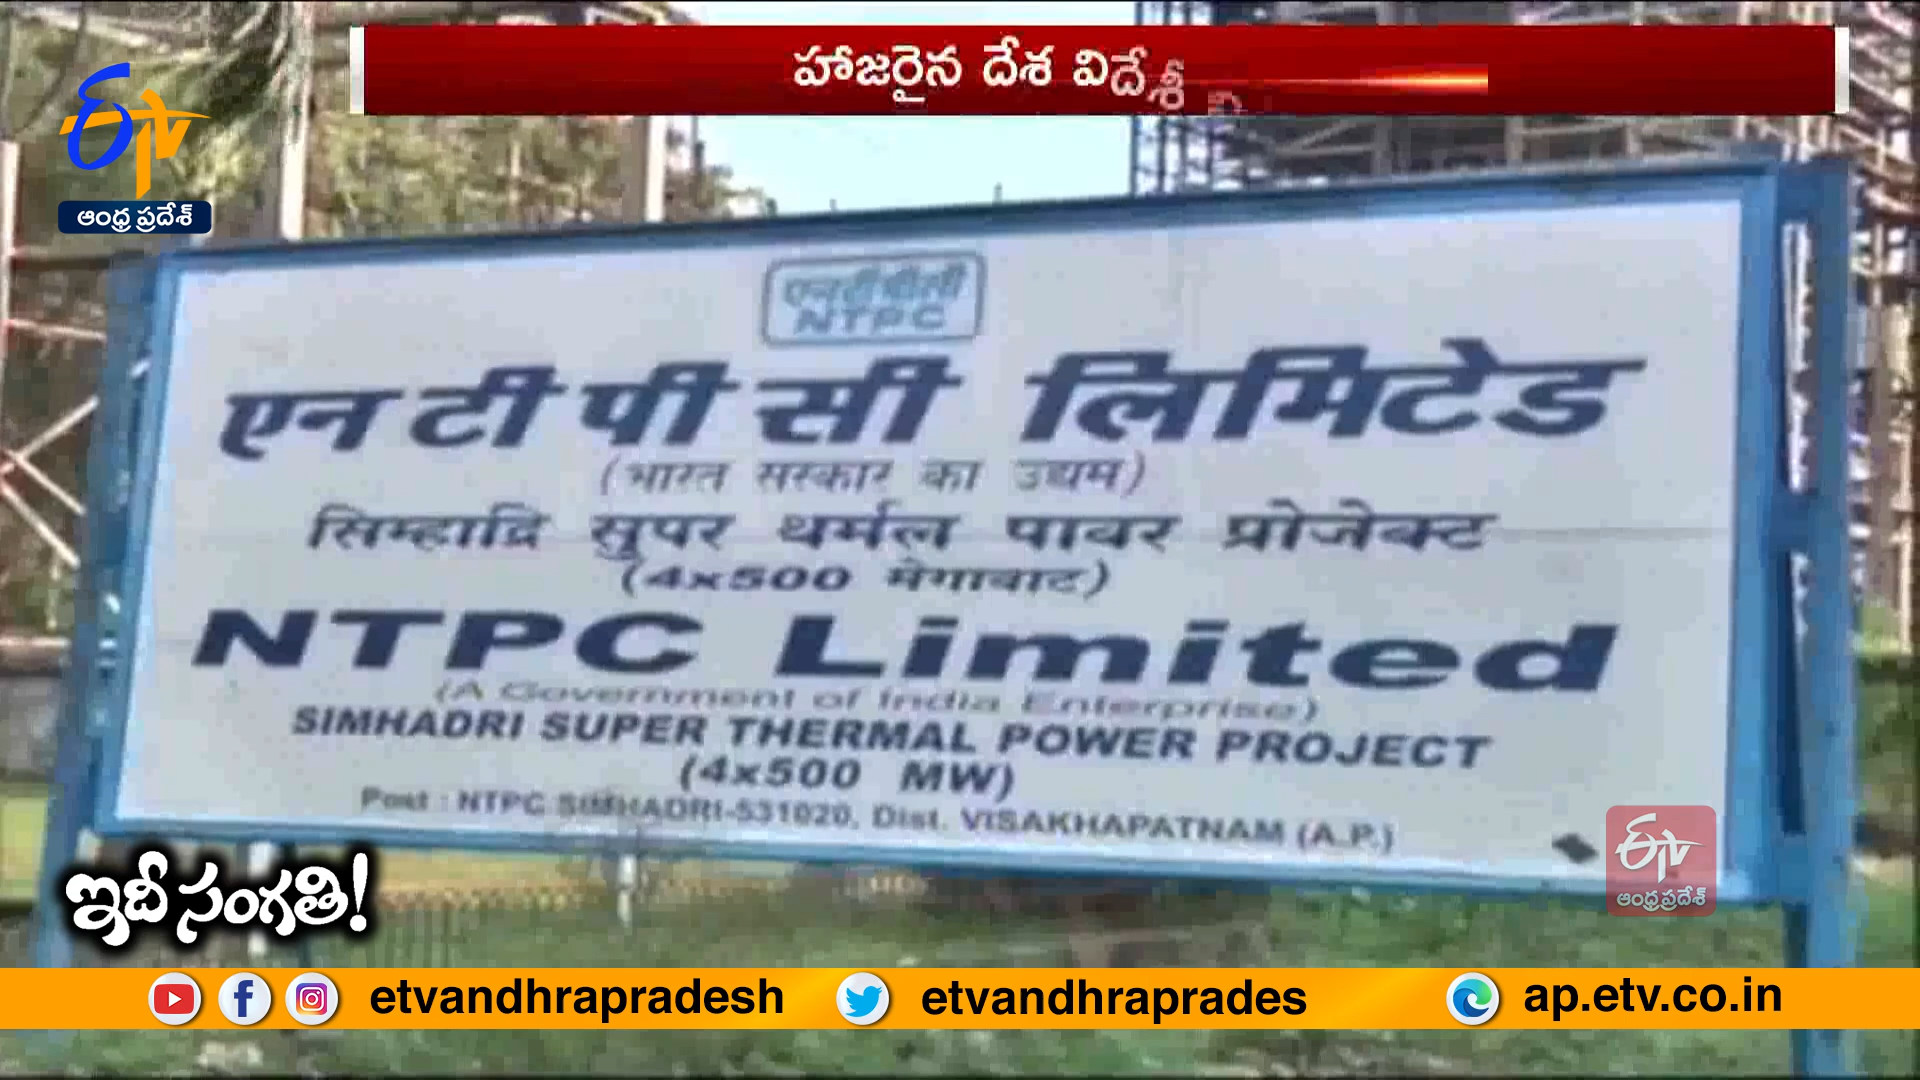 హాజరైన దేశ విదేశీ
ETV
ఆంధ్ర ప్రదేశ్
एनटीपीसी
NTPC
एन टी पी सी लिमिटेड
(भारत सरकार का उद्यम)
सिम्हाद्रि सुपर थर्मल पावर प्रोजेक्ट
(4x500 मेगावाट)
NTPC Limited
(A Government of India Enterprise)
SIMHADRI SUPER THERMAL POWER PROJECT
(4x500 MW)
Post : NTPC SIMHADRI-531020, Dist. VISAKHAPATNAM (A.P.)
ఆంధ్రప్రదేశ్
ఇదీ సంగతి!
etvandhrapradesh
etvandhraprades
ap.etv.co.in